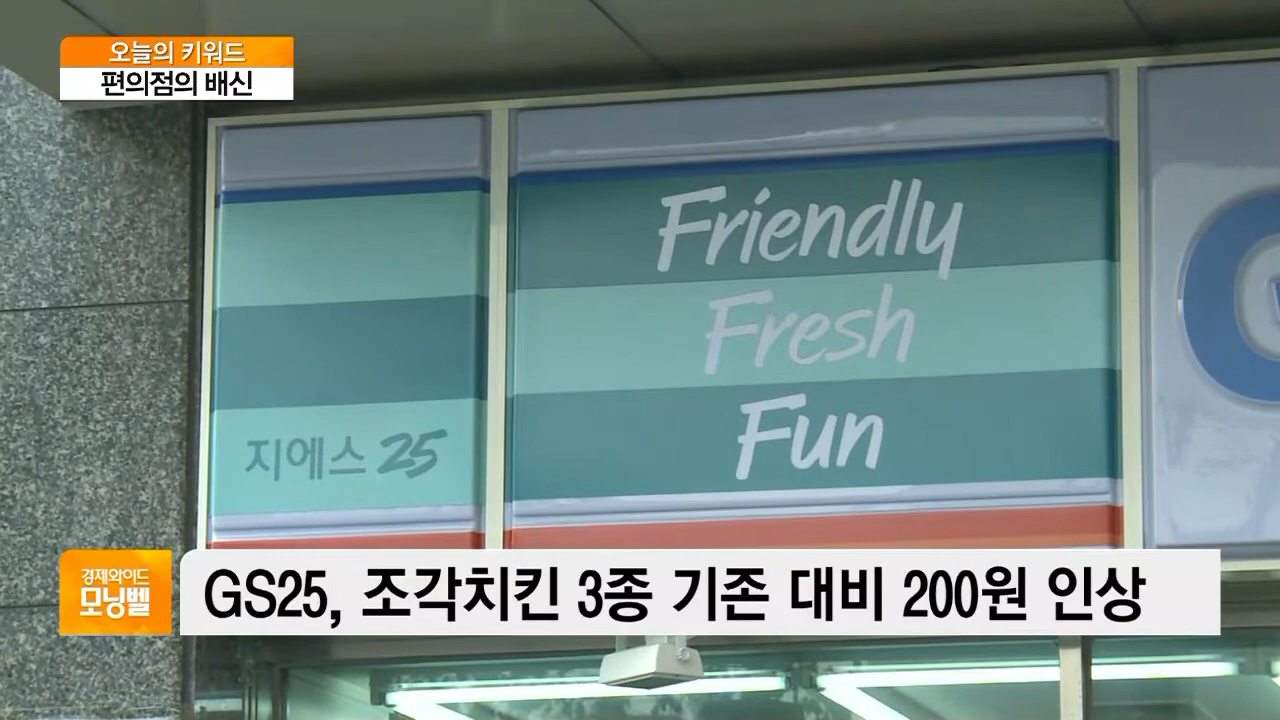 오늘의 키워드
편의점의 배신
Friendly
Fresh
Fun
지에스25
G
경제와이드
모닝벨
GS25, 조각치킨 3종 기존 대비 200원 인상